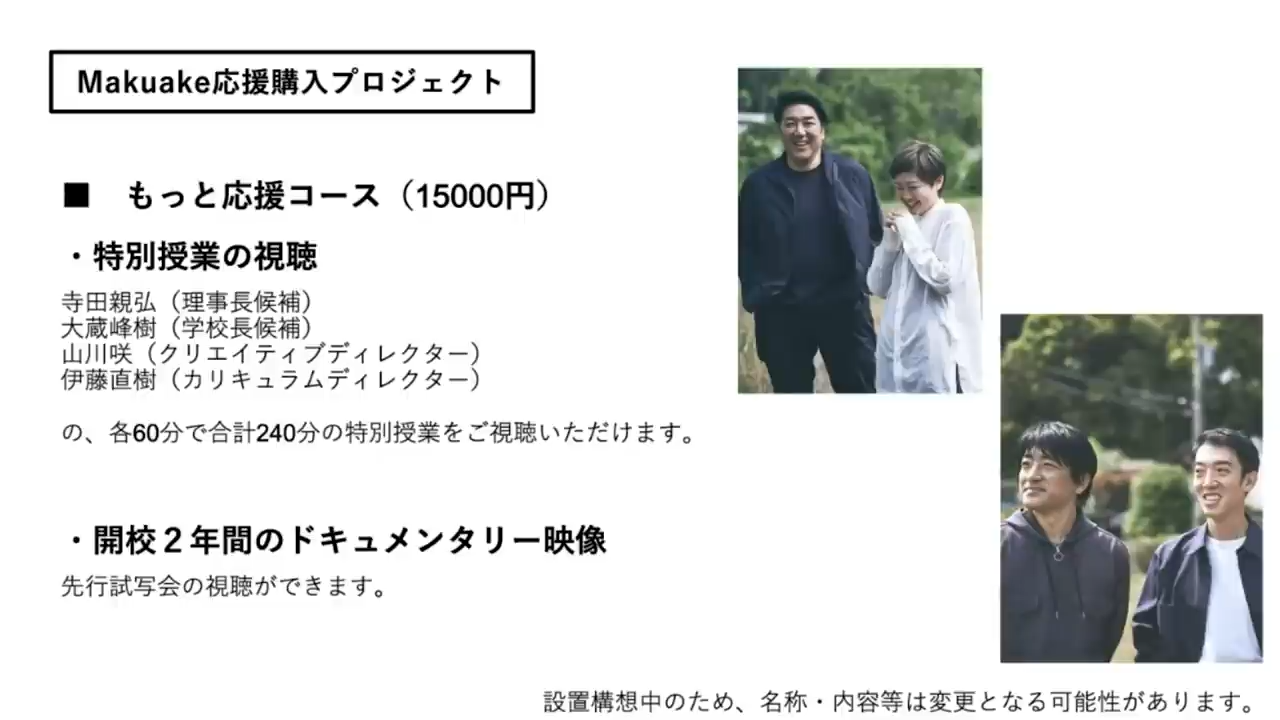 Makuake応援購入プロジェクト
■　もっと応援コース（15000円）
・特別授業の視聴
寺田親弘（理事長候補）
大蔵峰樹（学校長候補）
山川咲（クリエイティブディレクター）
伊藤直樹（カリキュラムディレクター）
の、各60分で合計240分の特別授業をご視聴いただけます。
・開校２年間のドキュメンタリー映像
先行試写会の視聴ができます。
設置構想中のため、名称・内容等は変更となる可能性があります。